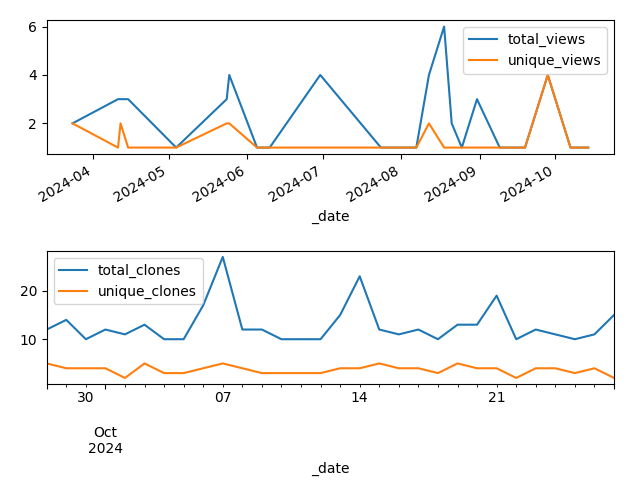 6
4
2
total_views
unique_views
2024-04
2024-05
2024-06
2024-07
2024-08
2024-09
2024-10
_date
20
10
total_clones
unique_clones
30
07
14
21
Oct
2024
_date